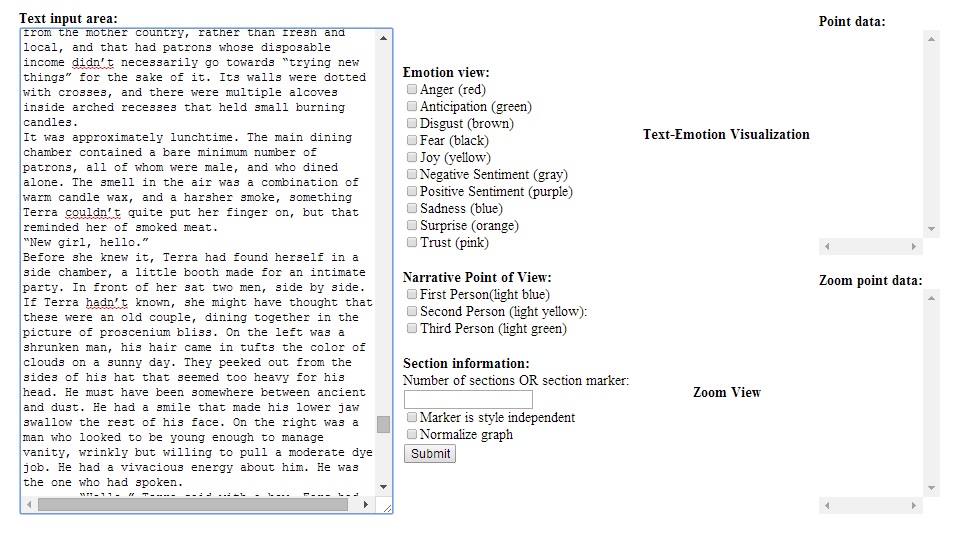 Text input area:
from the mother country, rather than fresh and
local, and that had patrons whose disposable
income didn’t necessarily go towards “trying new
things” for the sake of it. Its walls were dotted
with crosses, and there were multiple alcoves
inside arched recesses that held small burning
candles.
It was approximately lunchtime. The main dining
chamber contained a bare minimum number of
patrons, all of whom were male, and who dined
alone. The smell in the air was a combination of
warm candle wax, and a harsher smoke, something
Terra couldn’t quite put her finger on, but that
reminded her of smoked meat.
“New girl, hello.”
Before she knew it, Terra had found herself in a
side chamber, a little booth made for an intimate
party. In front of her sat two men, side by side.
If Terra hadn’t known, she might have thought that
these were an old couple, dining together in the
picture of proscenium bliss. On the left was a
shrunken man, his hair came in tufts the color of
clouds on a sunny day. They peeked out from the
sides of his hat that seemed too heavy for his
head. He must have been somewhere between ancient
and dust. He had a smile that made his lower jaw
swallow the rest of his face. On the right was a
man who looked to be young enough to manage
vanity, wrinkly but willing to pull a moderate dye
job. He had a vivacious energy about him. He was
the one who had spoken.
“Hello,” Terra said with a bow.
Emotion view:
Anger (red)
Anticipation (green)
Disgust (brown)
Fear (black)
Joy (yellow)
Negative Sentiment (gray)
Positive Sentiment (purple)
Sadness (blue)
Surprise (orange)
Trust (pink)
Narrative Point of View:
First Person(light blue)
Second Person (light yellow):
Third Person (light green)
Section information:
Number of sections OR section marker:
Marker is style independent
Normalize graph
Submit
Text-Emotion Visualization
Zoom View
Point data:
Zoom point data: